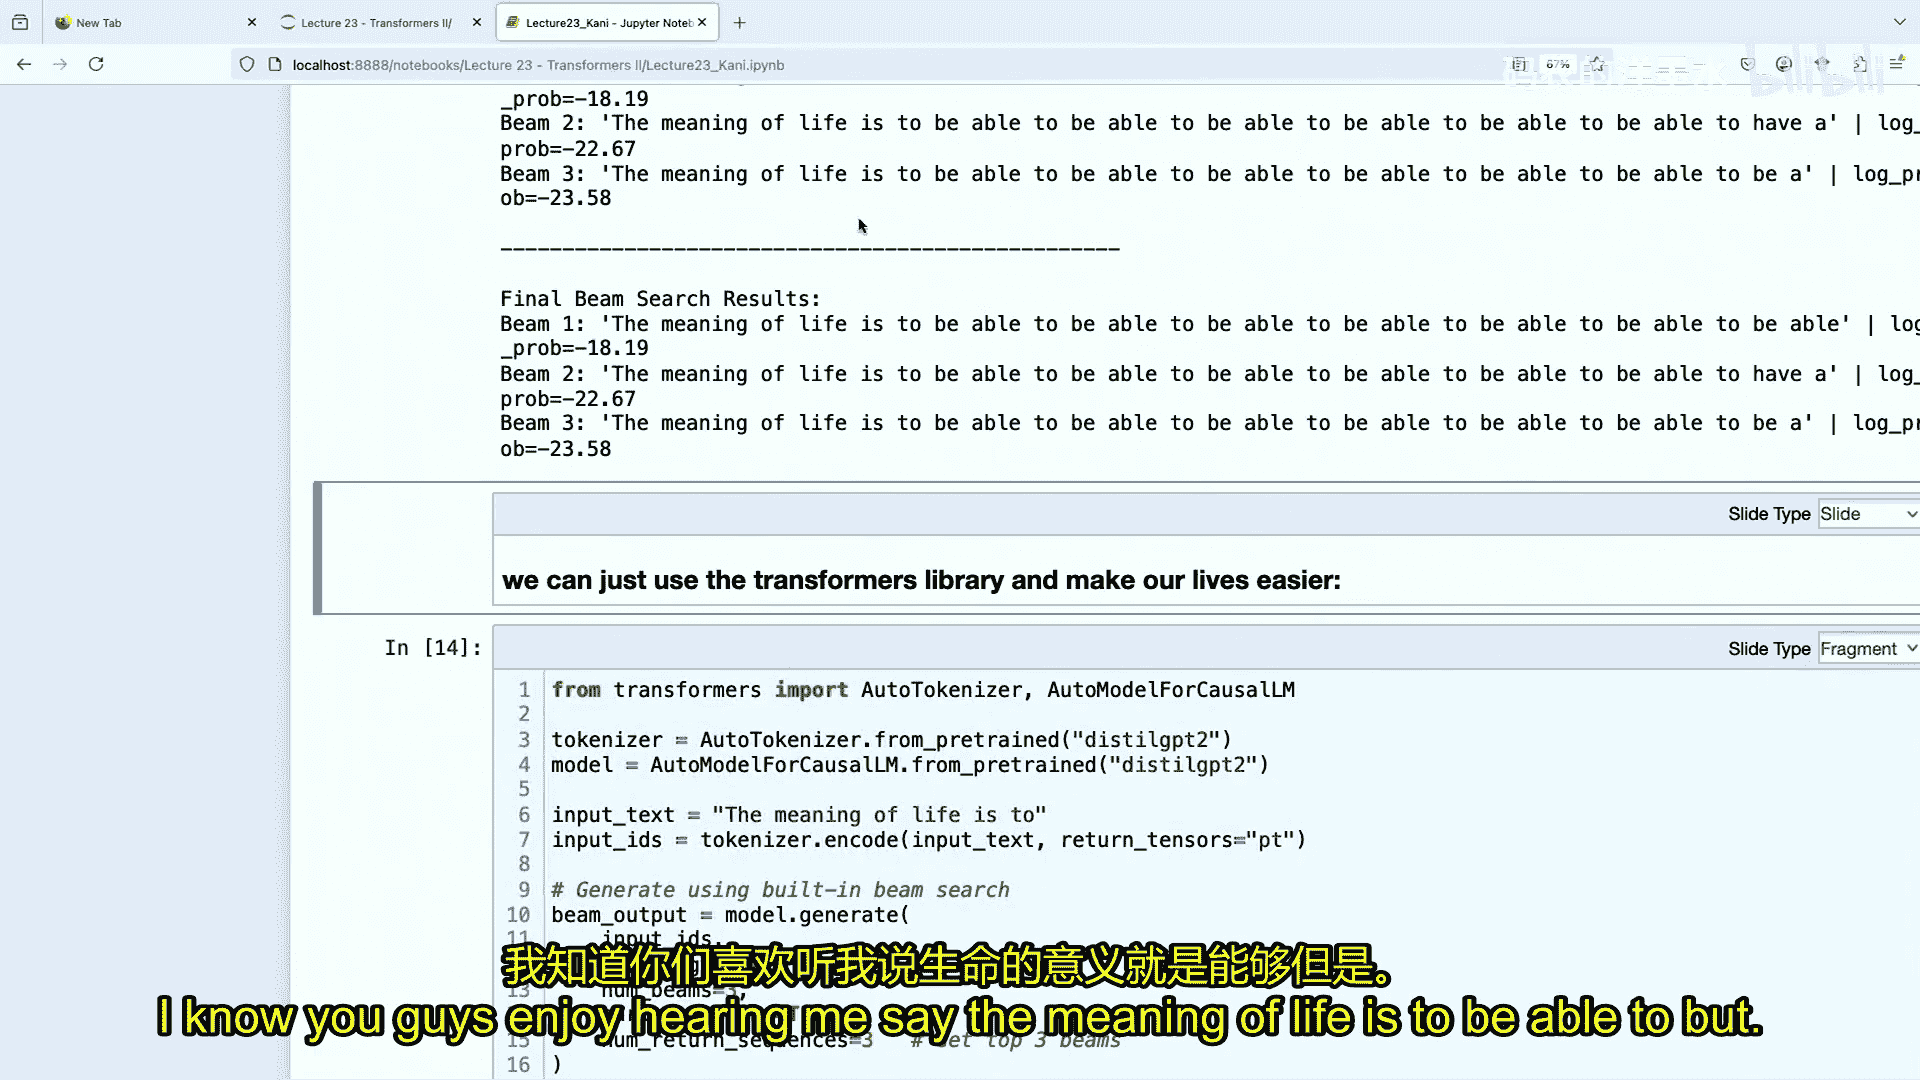 New Tab
Lecture 23 - Transformers II/
Lecture23_Kani - Jupyter Noteb
localhost:8888/notebooks/Lecture 23 - Transformers II/Lecture23_Kani.ipynb
67%
bilibili
_prob=-18.19
Beam 2: 'The meaning of life is to be able to be able to be able to be able to be able to be able to have a' | log_
prob=-22.67
Beam 3: 'The meaning of life is to be able to be able to be able to be able to be able to be able to be a' | log_pr
ob=-23.58
--------------------------------------------------
Final Beam Search Results:
Beam 1: 'The meaning of life is to be able to be able to be able to be able to be able to be able to be able' | log
_prob=-18.19
Beam 2: 'The meaning of life is to be able to be able to be able to be able to be able to be able to have a' | log_
prob=-22.67
Beam 3: 'The meaning of life is to be able to be able to be able to be able to be able to be able to be a' | log_pr
ob=-23.58
Slide Type Slide
we can just use the transformers library and make our lives easier:
In [14]:
Slide Type Fragment
1 from transformers import AutoTokenizer, AutoModelForCausalLM
2
3 tokenizer = AutoTokenizer.from_pretrained("distilgpt2")
4 model = AutoModelForCausalLM.from_pretrained("distilgpt2")
5
6 input_text = "The meaning of life is to"
7 input_ids = tokenizer.encode(input_text, return_tensors="pt")
8
9 # Generate using built-in beam search
10 beam_output = model.generate(
11 input_ids,
13 num_beams=3,
15 num_return_sequences=3 # Get top 3 beams
16 )
我知道你们喜欢听我说生命的意义就是能够但是。
I know you guys enjoy hearing me say the meaning of life is to be able to but.